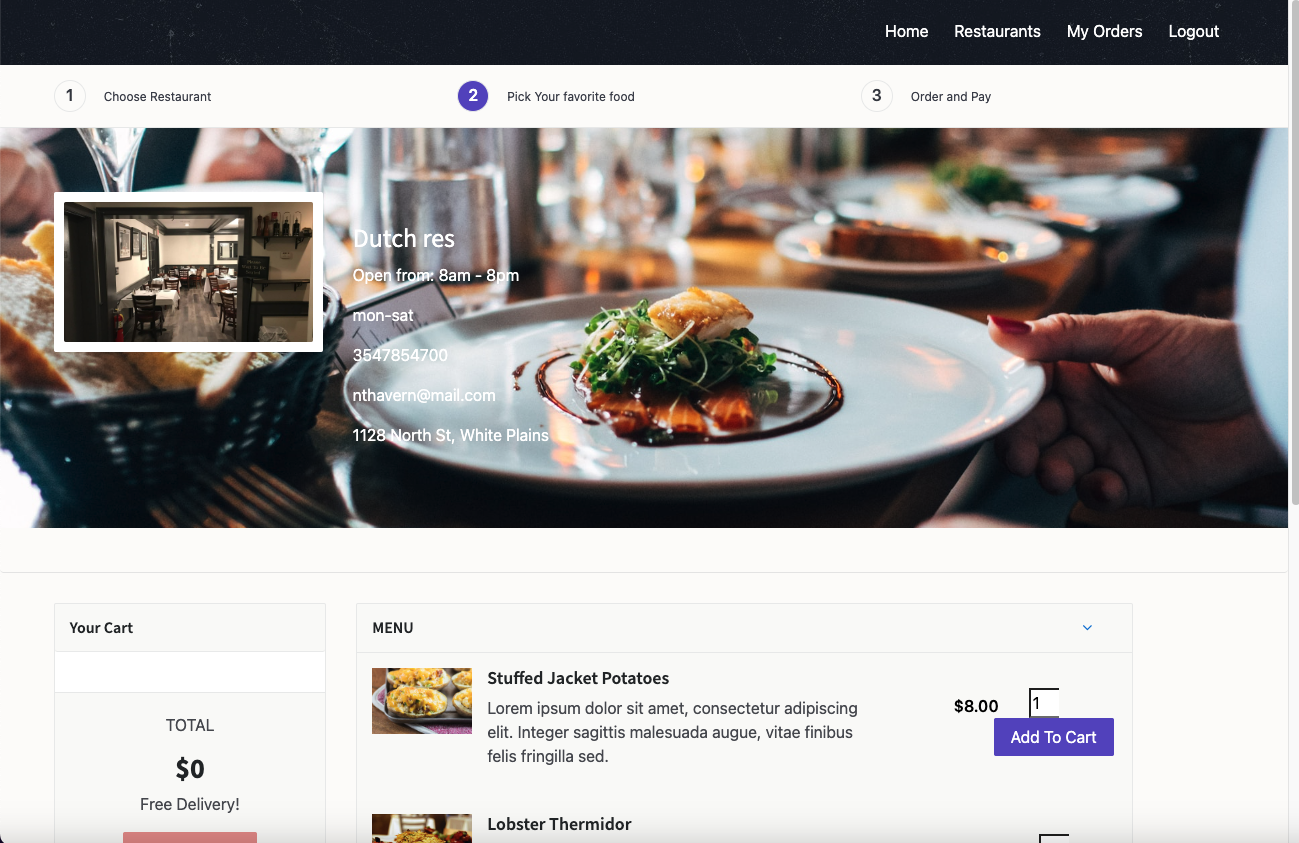 Home Restaurants My Orders Logout
1 Choose Restaurant 2 Pick Your favorite food 3 Order and Pay
Dutch res
Open from: 8am - 8pm
mon-sat
3547854700
nthavern@mail.com
1128 North St, White Plains
Your Cart
TOTAL
$0
Free Delivery!
MENU
Stuffed Jacket Potatoes
Lorem ipsum dolor sit amet, consectetur adipiscing
elit. Integer sagittis malesuada augue, vitae finibus
felis fringilla sed.
$8.00 1
Add To Cart
Lobster Thermidor